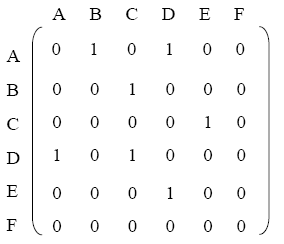 A B C D E F
A 0 1 0 1 0 0
B 0 0 1 0 0 0
C 0 0 0 0 1 0
D 1 0 1 0 0 0
E 0 0 0 1 0 0
F 0 0 0 0 0 0